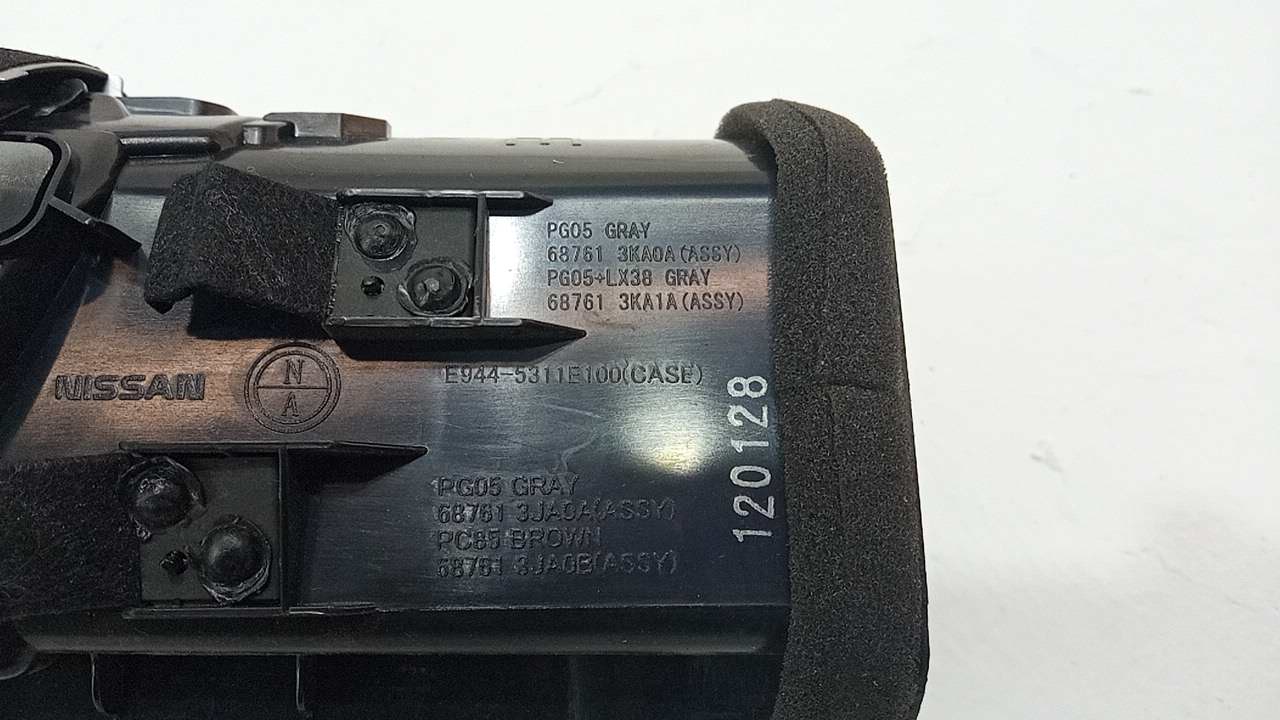 PG05 GRAY
68761 3KA0A(ASSY)
PG05+LX38 GRAY
68761 3KA1A(ASSY)
NISSAN
N
A
E944-5311E100(CASE)
120128
PG05 GRAY
68761 3JA0A(ASSY)
PC85 BROWN
68761 3JA0B(ASSY)